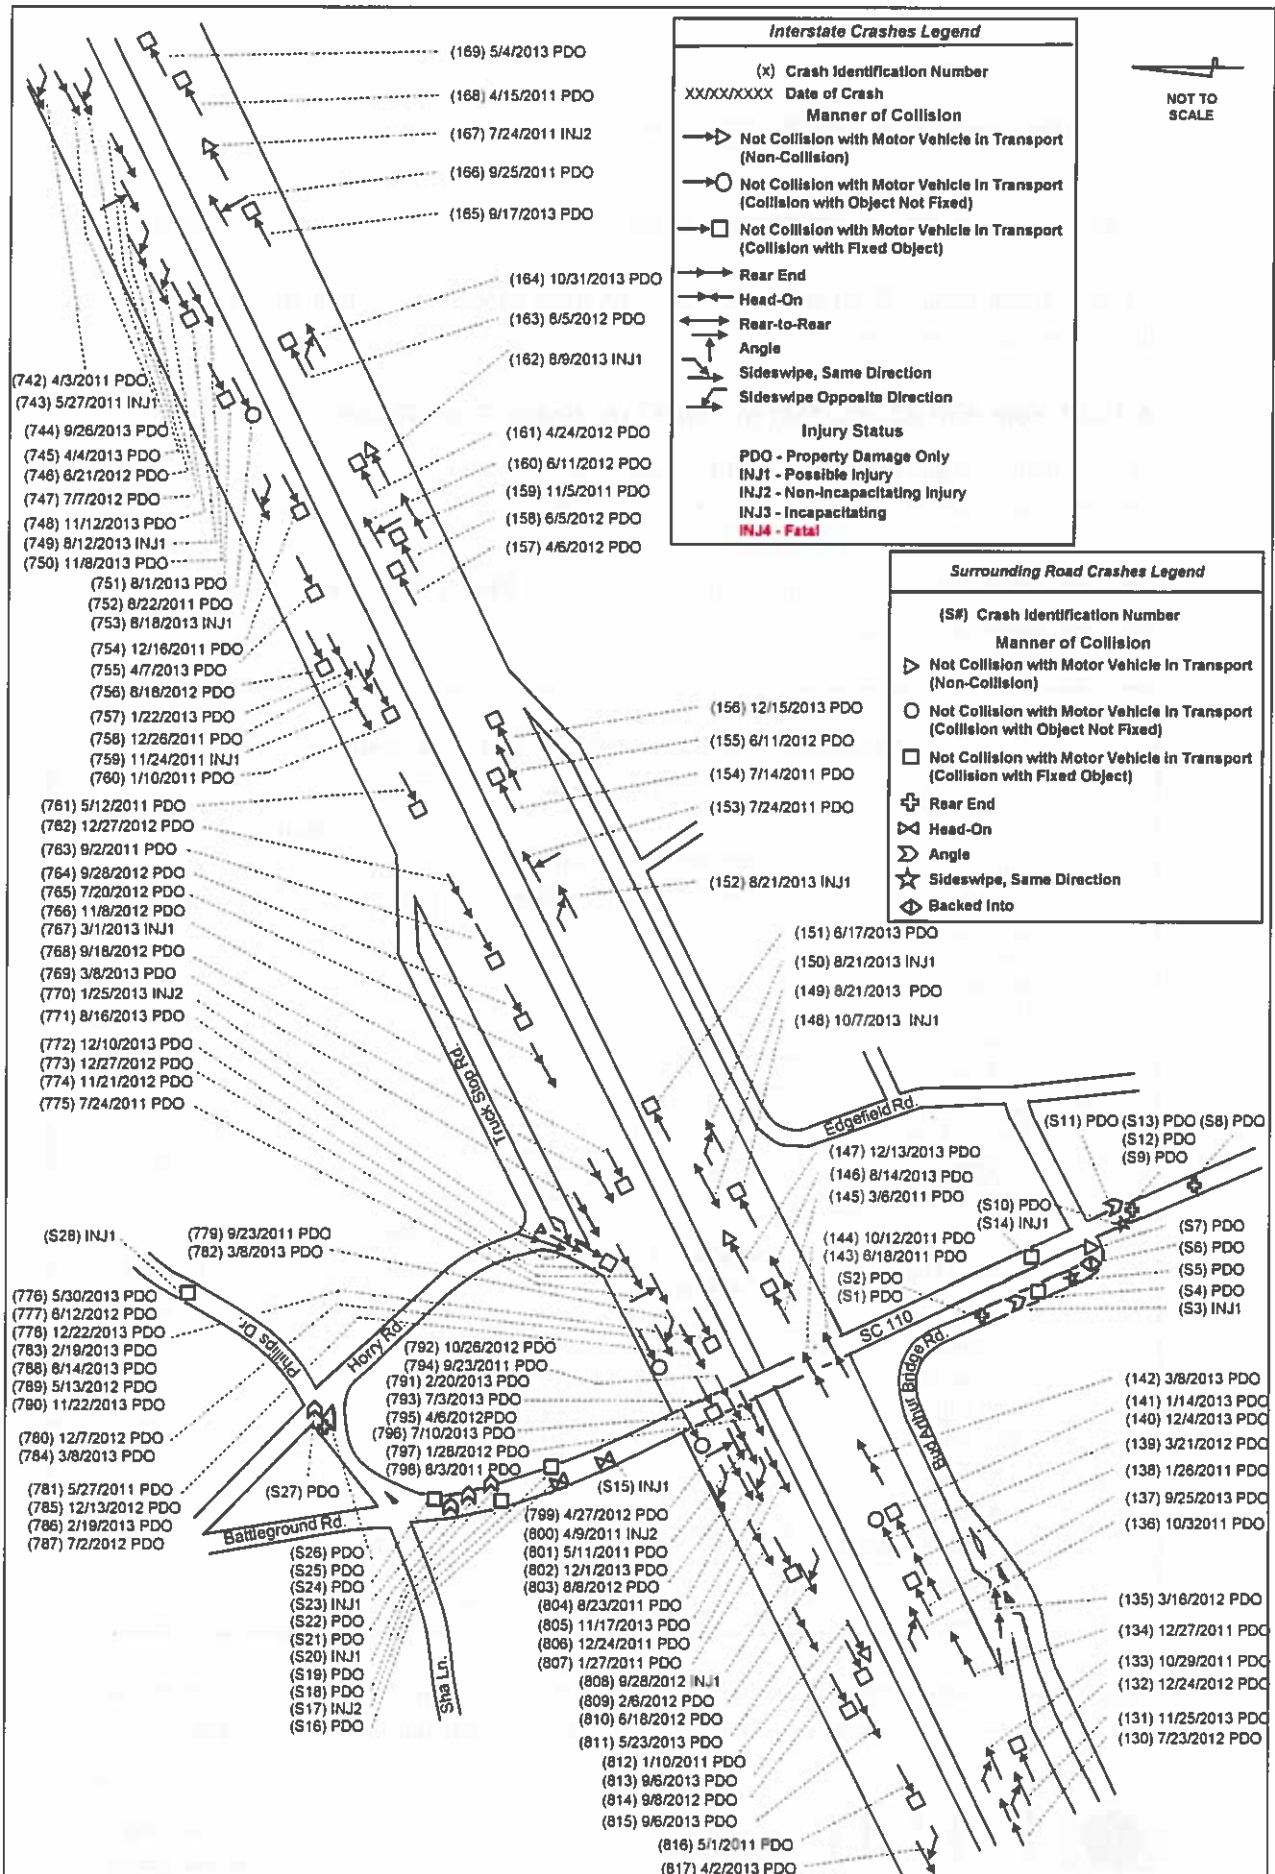 Interstate Crashes Legend
(x) Crash Identification Number
XX/XX/XXXX Date of Crash
Manner of Collision
Not Collision with Motor Vehicle in Transport
(Non-Collision)
Not Collision with Motor Vehicle in Transport
(Collision with Object Not Fixed)
Not Collision with Motor Vehicle in Transport
(Collision with Fixed Object)
Rear End
Head-On
Rear-to-Rear
Angle
Sideswipe, Same Direction
Sideswipe Opposite Direction
Injury Status
PDO - Property Damage Only
INJ1 - Possible Injury
INJ2 - Non-Incapacitating Injury
INJ3 - Incapacitating
INJ4 - Fatal
NOT TO
SCALE
Surrounding Road Crashes Legend
(S#) Crash Identification Number
Manner of Collision
Not Collision with Motor Vehicle in Transport
(Non-Collision)
Not Collision with Motor Vehicle in Transport
(Collision with Object Not Fixed)
Not Collision with Motor Vehicle in Transport
(Collision with Fixed Object)
Rear End
Head-On
Angle
Sideswipe, Same Direction
Backed Into
(169) 5/4/2013 PDO
(168) 4/15/2011 PDO
(167) 7/24/2011 INJ2
(166) 9/25/2011 PDO
(165) 9/17/2013 PDO
(164) 10/31/2013 PDO
(163) 8/5/2012 PDO
(162) 8/9/2013 INJ1
(161) 4/24/2012 PDO
(160) 6/11/2012 PDO
(159) 11/5/2011 PDO
(158) 6/5/2012 PDO
(157) 4/6/2012 PDO
(156) 12/15/2013 PDO
(155) 6/11/2012 PDO
(154) 7/14/2011 PDO
(153) 7/24/2011 PDO
(152) 8/21/2013 INJ1
(151) 6/17/2013 PDO
(150) 8/21/2013 INJ1
(149) 8/21/2013 PDO
(148) 10/7/2013 INJ1
(742) 4/3/2011 PDO
(743) 5/27/2011 INJ1
(744) 9/26/2013 PDO
(745) 4/4/2013 PDO
(746) 6/21/2012 PDO
(747) 7/7/2012 PDO
(748) 11/12/2013 PDO
(749) 8/12/2013 INJ1
(750) 11/8/2013 PDO
(751) 8/1/2013 PDO
(752) 8/22/2011 PDO
(753) 8/18/2013 INJ1
(754) 12/16/2011 PDO
(755) 4/7/2013 PDO
(756) 8/18/2012 PDO
(757) 1/22/2013 PDO
(758) 12/26/2011 PDO
(759) 11/24/2011 INJ1
(760) 1/10/2011 PDO
(761) 5/12/2011 PDO
(762) 12/27/2012 PDO
(763) 9/2/2011 PDO
(764) 9/28/2012 PDO
(765) 7/20/2012 PDO
(766) 11/8/2012 PDO
(767) 3/1/2013 INJ1
(768) 9/18/2012 PDO
(769) 3/8/2013 PDO
(770) 1/25/2013 INJ2
(771) 8/16/2013 PDO
(772) 12/10/2013 PDO
(773) 12/27/2012 PDO
(774) 11/21/2012 PDO
(775) 7/24/2011 PDO
Truck Stop Rd.
Edgefield Rd.
(S11) PDO (S13) PDO (S8) PDO
(S12) PDO
(S9) PDO
(147) 12/13/2013 PDO
(146) 8/14/2013 PDO
(145) 3/6/2011 PDO
(S10) PDO
(S14) INJ1
(144) 10/12/2011 PDO
(143) 6/18/2011 PDO
(S2) PDO
(S1) PDO
(S7) PDO
(S6) PDO
(S5) PDO
(S4) PDO
(S3) INJ1
SC 110
Bud Arthur Bridge Rd.
(S28) INJ1
(779) 9/23/2011 PDO
(782) 3/8/2013 PDO
(776) 5/30/2013 PDO
(777) 6/12/2012 PDO
(778) 12/22/2013 PDO
(783) 2/19/2013 PDO
(788) 6/14/2013 PDO
(789) 5/13/2012 PDO
(790) 11/22/2013 PDO
(780) 12/7/2012 PDO
(784) 3/8/2013 PDO
(781) 5/27/2011 PDO
(785) 12/13/2012 PDO
(786) 2/19/2013 PDO
(787) 7/2/2012 PDO
Phillips Dr.
Horry Rd.
(792) 10/26/2012 PDO
(794) 9/23/2011 PDO
(791) 2/20/2013 PDO
(793) 7/3/2013 PDO
(795) 4/6/2012PDO
(796) 7/10/2013 PDO
(797) 1/28/2012 PDO
(798) 6/3/2011 PDO
(S27) PDO
(S15) INJ1
Battleground Rd.
Sha Ln.
(S26) PDO
(S25) PDO
(S24) PDO
(S23) INJ1
(S22) PDO
(S21) PDO
(S20) INJ1
(S19) PDO
(S18) PDO
(S17) INJ2
(S16) PDO
(799) 4/27/2012 PDO
(800) 4/9/2011 INJ2
(801) 5/11/2011 PDO
(802) 12/1/2013 PDO
(803) 8/8/2012 PDO
(804) 8/23/2011 PDO
(805) 11/17/2013 PDO
(806) 12/24/2011 PDO
(807) 1/27/2011 PDO
(808) 9/28/2012 INJ1
(809) 2/6/2012 PDO
(810) 6/18/2012 PDO
(811) 5/23/2013 PDO
(812) 1/10/2011 PDO
(813) 9/6/2013 PDO
(814) 9/8/2012 PDO
(815) 9/6/2013 PDO
(816) 5/1/2011 PDO
(817) 4/2/2013 PDO
(142) 3/8/2013 PDO
(141) 1/14/2013 PDO
(140) 12/4/2013 PDO
(139) 3/21/2012 PDO
(138) 1/26/2011 PDO
(137) 9/25/2013 PDO
(136) 10/32011 PDO
(135) 3/16/2012 PDO
(134) 12/27/2011 PDO
(133) 10/29/2011 PDO
(132) 12/24/2012 PDO
(131) 11/25/2013 PDO
(130) 7/23/2012 PDO